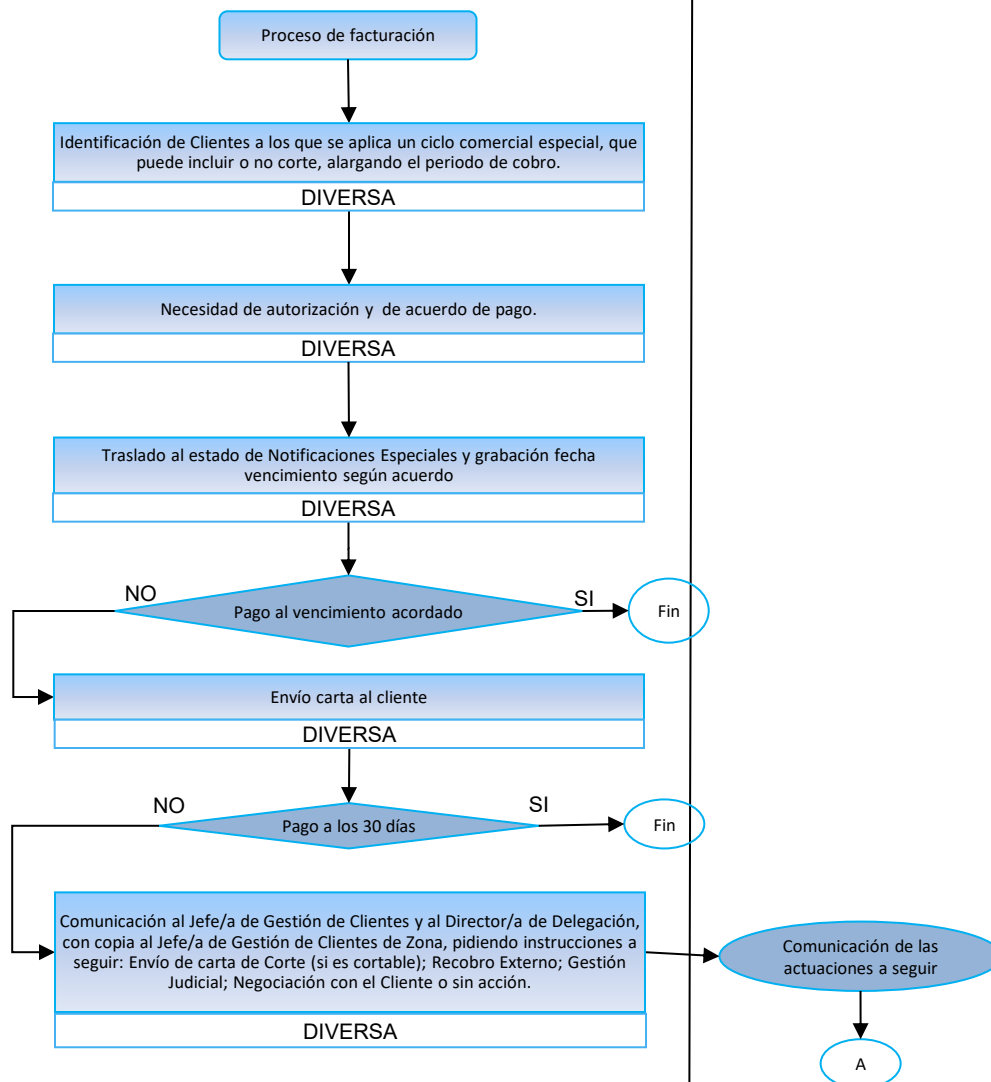 Proceso de facturación
Identificación de Clientes a los que se aplica un ciclo comercial especial, que
puede incluir o no corte, alargando el periodo de cobro.
DIVERSA
Necesidad de autorización y de acuerdo de pago.
DIVERSA
Traslado al estado de Notificaciones Especiales y grabación fecha
vencimiento según acuerdo
DIVERSA
NO
Pago al vencimiento acordado
SI
Fin
Envío carta al cliente
DIVERSA
NO
Pago a los 30 días
SI
Fin
Comunicación al Jefe/a de Gestión de Clientes y al Director/a de Delegación,
con copia al Jefe/a de Gestión de Clientes de Zona, pidiendo instrucciones a
seguir: Envío de carta de Corte (si es cortable); Recobro Externo; Gestión
Judicial; Negociación con el Cliente o sin acción.
DIVERSA
Comunicación de las
actuaciones a seguir
A